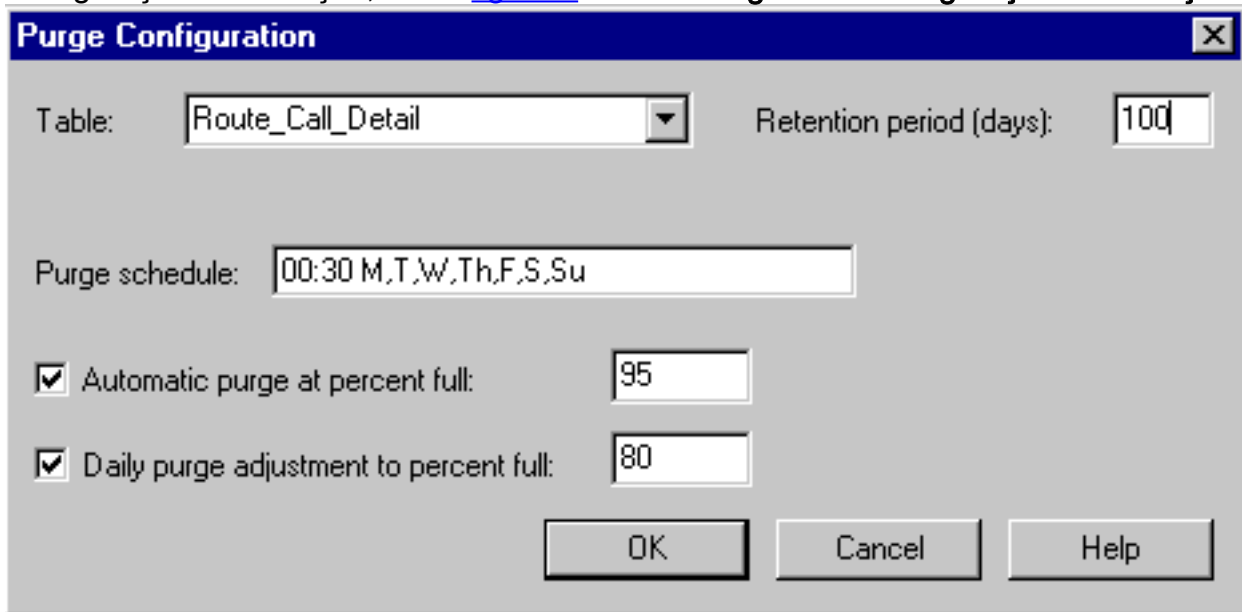 Purge Configuration
Table: Route_Call_Detail Retention period (days): 100
Purge schedule: 00:30 M,T,W,Th,F,S,Su
Automatic purge at percent full: 95
Daily purge adjustment to percent full: 80
OK Cancel Help